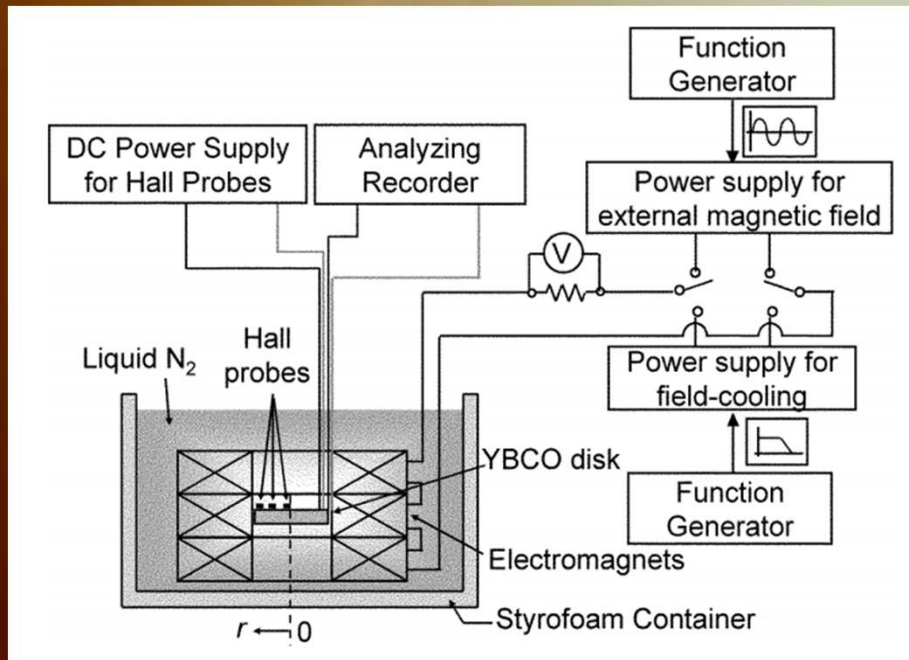 Function
Generator
DC Power Supply
for Hall Probes
Analyzing
Recorder
Power supply for
external magnetic field
V
Liquid N₂
Hall
probes
Power supply for
field-cooling
YBCO disk
Function
Generator
Electromagnets
Styrofoam Container
r
0